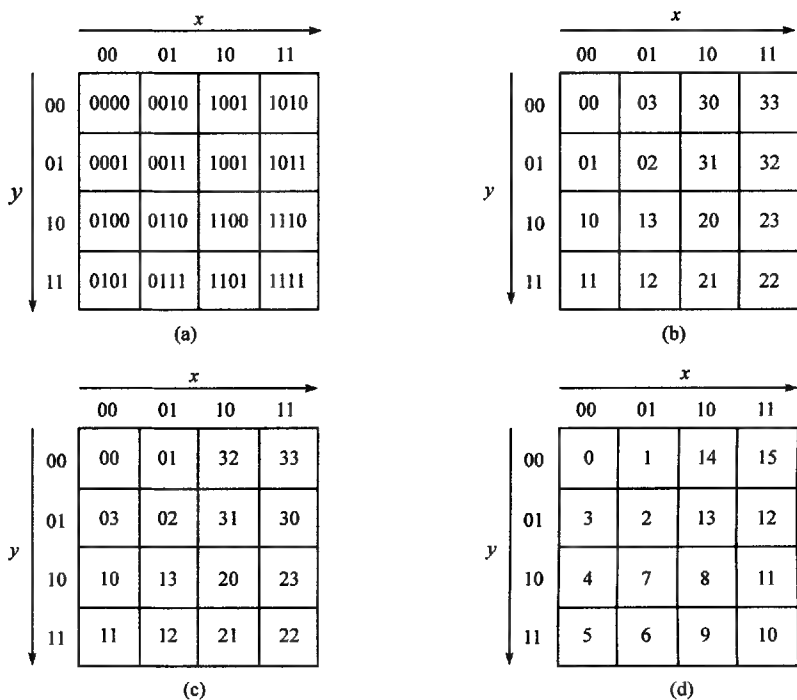 x
00 01 10 11
00 0000 0010 1001 1010
01 0001 0011 1001 1011
y
10 0100 0110 1100 1110
11 0101 0111 1101 1111
(a)
x
00 01 10 11
00 00 03 30 33
01 01 02 31 32
y
10 10 13 20 23
11 11 12 21 22
(b)
x
00 01 10 11
00 00 01 32 33
01 03 02 31 30
y
10 10 13 20 23
11 11 12 21 22
(c)
x
00 01 10 11
00 0 1 14 15
01 3 2 13 12
y
10 4 7 8 11
11 5 6 9 10
(d)